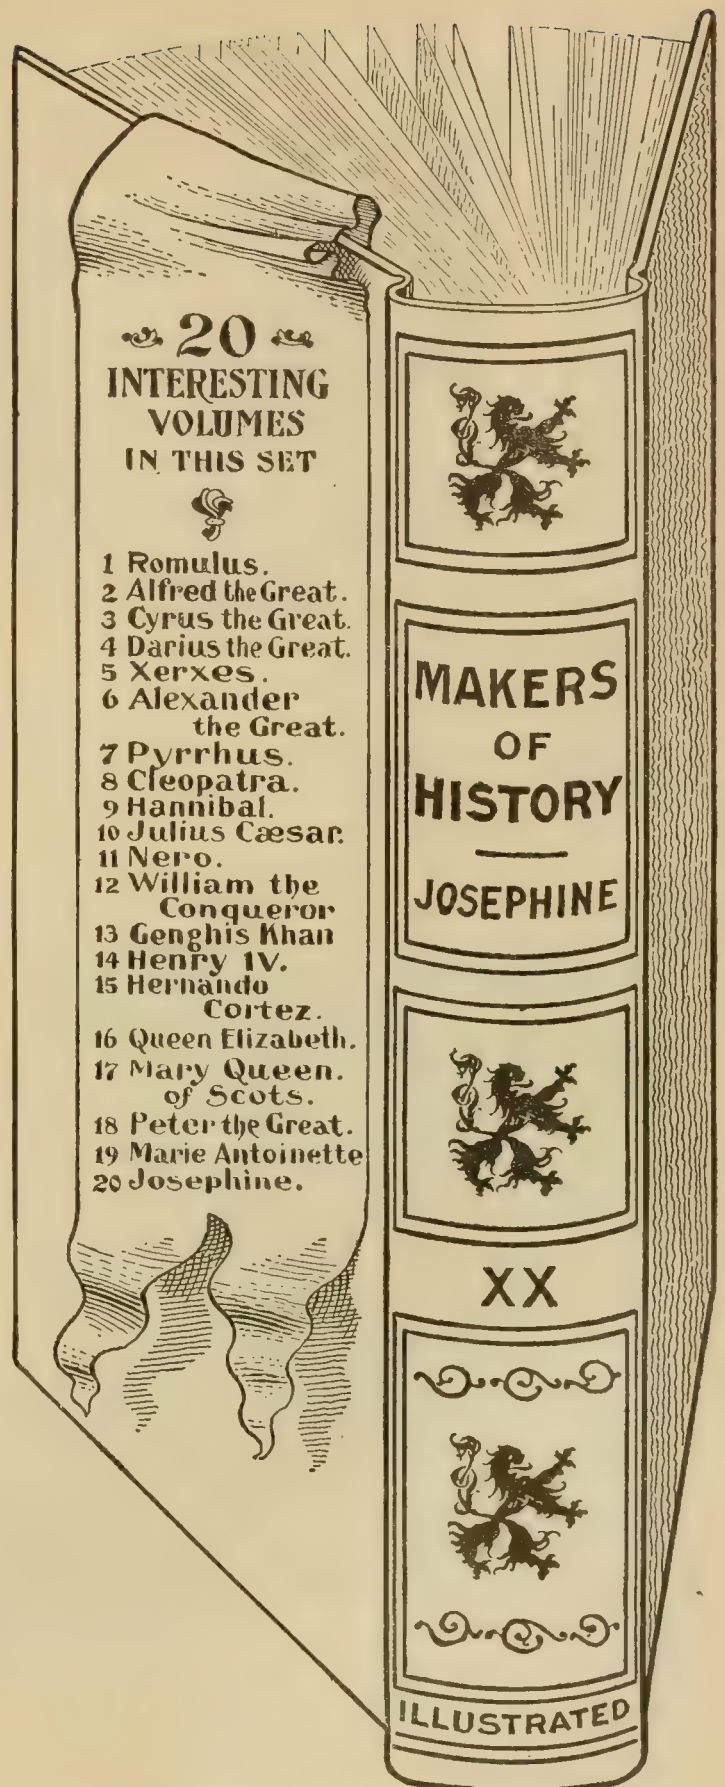 20
INTERESTING
VOLUMES
IN THIS SET
1 Romulus.
2 Alfred the Great.
3 Cyrus the Great.
4 Darius the Great.
5 Xerxes.
6 Alexander
the Great.
7 Pyrrhus.
8 Cleopatra.
9 Hannibal.
10 Julius Cæsar.
11 Nero.
12 William the
Conqueror
13 Genghis Khan
14 Henry IV.
15 Hernando
Cortez.
16 Queen Elizabeth.
17 Mary Queen.
of Scots.
18 Peter the Great.
19 Marie Antoinette
20 Josephine.
MAKERS
OF
HISTORY
JOSEPHINE
XX
ILLUSTRATED